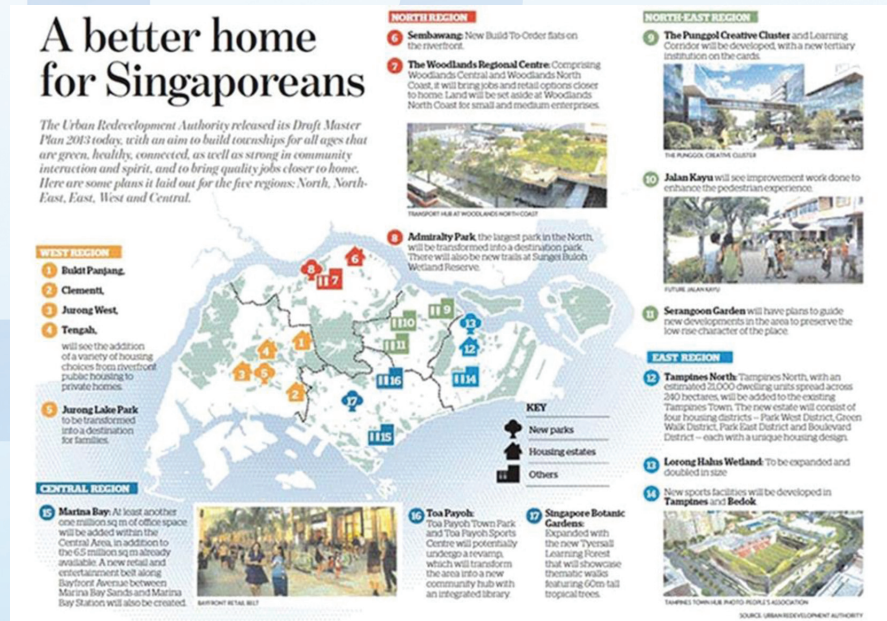 A better home
for Singaporeans
The Urban Redevelopment Authority released its Draft Master
Plan 2013 today, with an aim to build townships for all ages that
are green, healthy, connected, as well as strong in community
interaction and spirit, and to bring quality jobs closer to home.
Here are some plans it laid out for the five regions: North, North-
East, East, West and Central.
NORTH REGION
6 Sembawang: New Build-To-Order flats on
the riverfront.
7 The Woodlands Regional Centre: Comprising
Woodlands Central and Woodlands North
Coast, it will bring jobs and retail options closer
to home. Land will be set aside at Woodlands
North Coast for small and medium enterprises.
TRANSPORT HUB AT WOODLANDS NORTH COAST
8 Admiralty Park, the largest park in the North,
will be transformed into a destination park.
There will also be new trails at Sungei Buloh
Wetland Reserve.
NORTH-EAST REGION
9 The Punggol Creative Cluster and Learning
Corridor will be developed, with a new tertiary
institution on the cards.
THE PUNGGOL CREATIVE CLUSTER
10 Jalan Kayu will see improvement work done to
enhance the pedestrian experience.
FUTURE JALAN KAYU
11 Serangoon Garden will have plans to guide
new developments in the area to preserve the
low rise character of the place.
EAST REGION
12 Tampines North: Tampines North, with an
estimated 21,000 dwelling units spread across
240 hectares, will be added to the existing
Tampines Town. The new estate will consist of
four housing districts – Park West District, Green
Walk District, Park East District and Boulevard
District – each with a unique housing design.
13 Lorong Halus Wetland: To be expanded and
doubled in size
14 New sports facilities will be developed in
Tampines and Bedok.
TAMPINES TOWN HUB PHOTO: PEOPLE'S ASSOCIATION
WEST REGION
1 Bukit Panjang,
2 Clementi,
3 Jurong West,
4 Tengah,
will see the addition
of a variety of housing
choices from riverfront
public housing to
private homes.
5 Jurong Lake Park
to be transformed
into a destination
for families.
8
7
6
9
10
11
13
12
14
1
4
3
5
2
16
17
15
KEY
New parks
Housing estates
Others
CENTRAL REGION
15 Marina Bay: At least another
one million sq m of office space
will be added within the
Central Area, in addition to
the 6.5 million sq m already
available. A new retail and
entertainment belt along
Bayfront Avenue between
Marina Bay Sands and Marina
Bay Station will also be created.
BAYFRONT RETAIL BELT
16 Toa Payoh:
Toa Payoh Town Park
and Toa Payoh Sports
Centre will potentially
undergo a revamp,
which will transform
the area into a new
community hub with
an integrated library.
17 Singapore Botanic
Gardens:
Expanded with
the new Tyersall
Learning Forest
that will showcase
thematic walks
featuring 60m-tall
tropical trees.
SOURCE: URBAN REDEVELOPMENT AUTHORITY